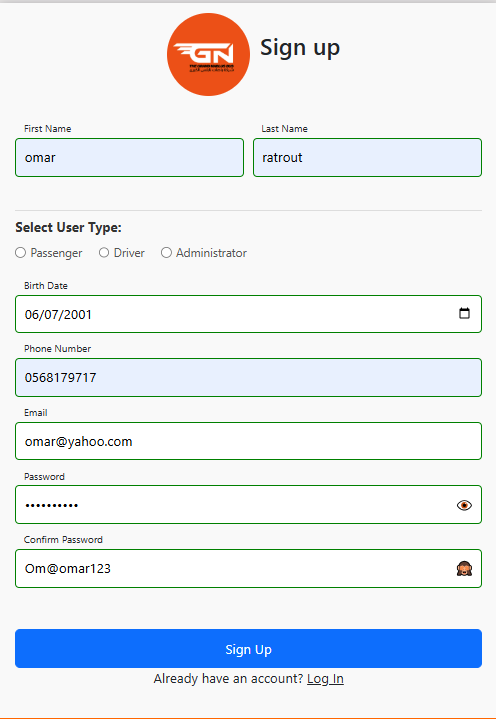 GN
Sign up
First Name
Last Name
omar
ratrout
Select User Type:
Passenger Driver Administrator
Birth Date
06/07/2001
Phone Number
0568179717
Email
omar@yahoo.com
Password
••••••••••
Confirm Password
Om@omar123
Sign Up
Already have an account? Log In